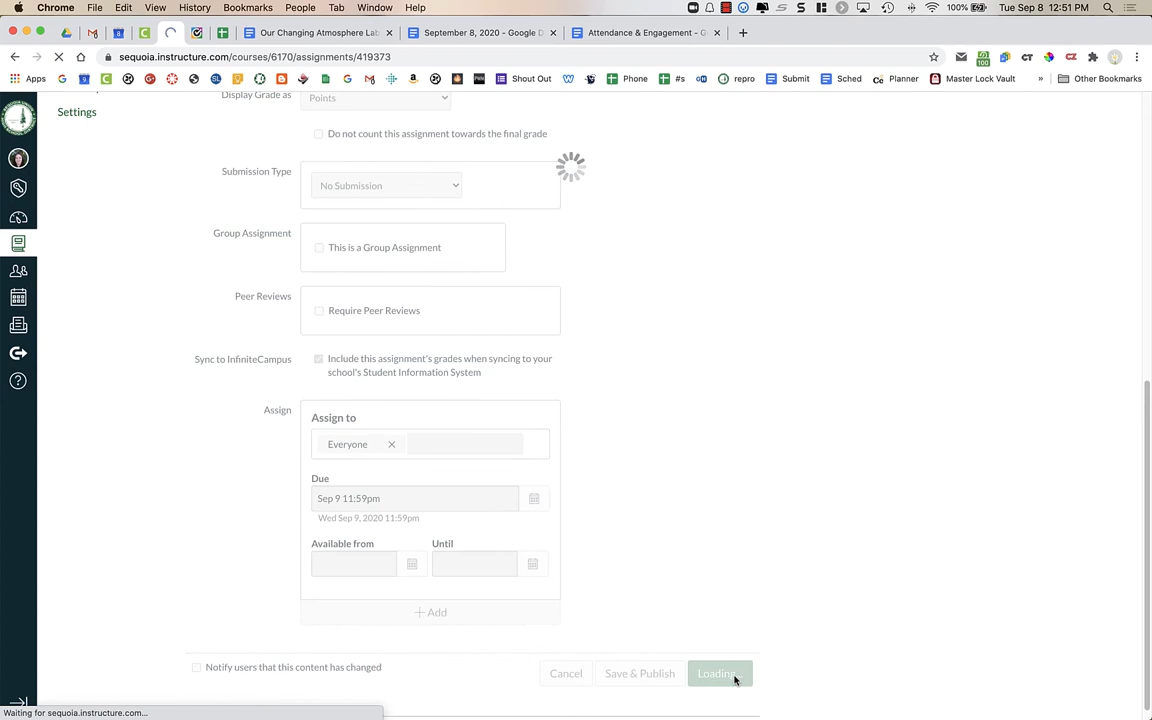 Chrome File Edit View History Bookmarks People Tab Window Help 100% Tue Sep 8 12:51 PM
Our Changing Atmosphere Lab September 8, 2020 - Google D Attendance & Engagement - G
sequoia.instructure.com/courses/6170/assignments/419373
Apps Shout Out Phone #s repro Submit Sched Planner Master Lock Vault » Other Bookmarks
Settings
Display Grade as Points
Do not count this assignment towards the final grade
Submission Type No Submission
Group Assignment This is a Group Assignment
Peer Reviews Require Peer Reviews
Sync to InfiniteCampus Include this assignment's grades when syncing to your
school's Student Information System
Assign
Assign to
Everyone
Due
Sep 9 11:59pm
Wed Sep 9, 2020 11:59pm
Available from Until
+ Add
Notify users that this content has changed Cancel Save & Publish Loading...
Waiting for sequoia.instructure.com...